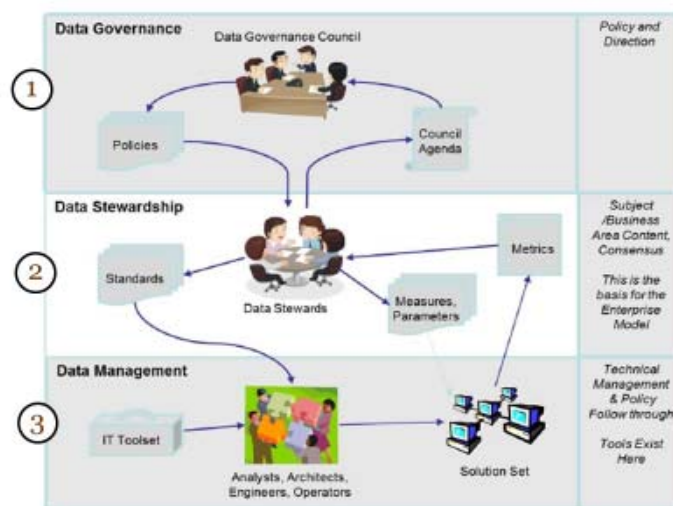 Data Governance
Data Governance Council
Policy and
Direction
1
Policies
Council
Agenda
Data Stewardship
Subject
/Business
Area Content,
Consensus
This is the
basis for the
Enterprise
Model
2
Standards
Metrics
Data Stewards
Measures,
Parameters
Data Management
Technical
Management
& Policy
Follow through
Tools Exist
Here
3
IT Toolset
Analysts, Architects,
Engineers, Operators
Solution Set